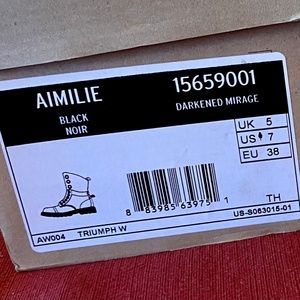 AIMILIE
15659001
BLACK
NOIR
DARKENED MIRAGE
UK 5
US 7
EU 38
8 83985 63975 1
TH
AW004 TRIUMPH W
US-S063015-01